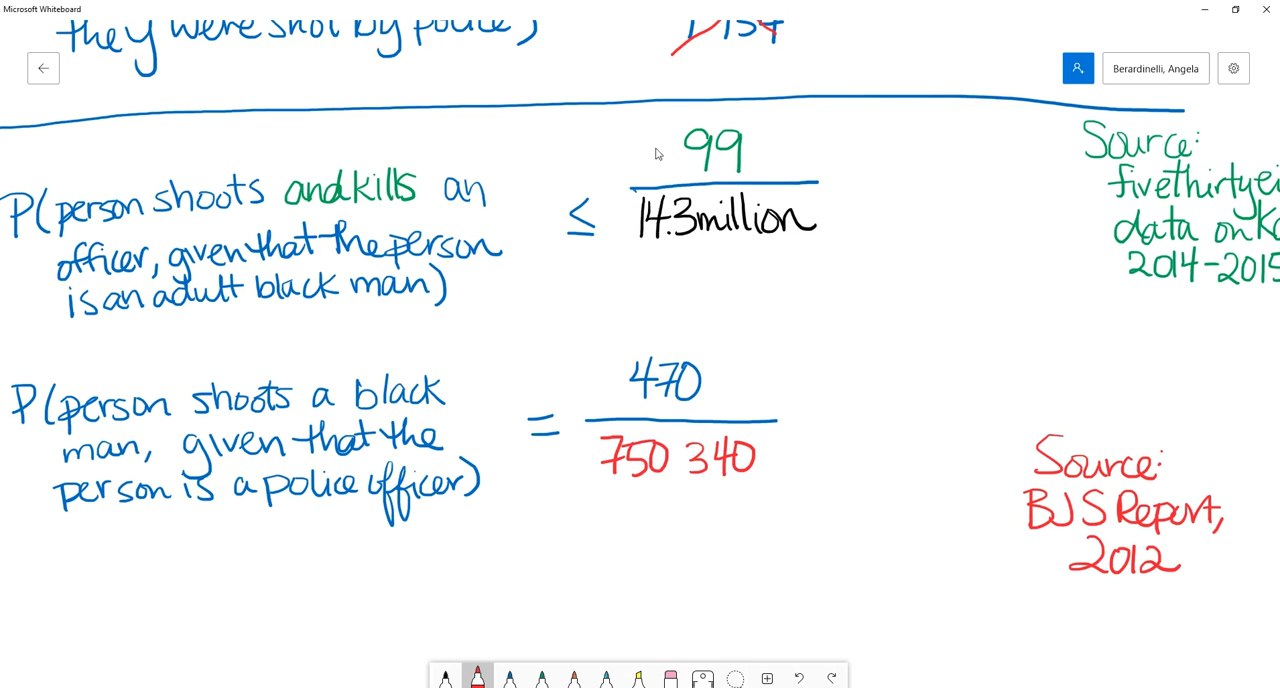 Microsoft Whiteboard
they were shot by police)
Berardinelli, Angela
99
P(person shoots and kills an
officer, given that the person
is an adult black man)
≤
14.3 million
Source:
fivethirtyei
data on
2014-2015
P(person shoots a black
man, given that the
person is a police officer)
=
470
750 340
Source:
BJS Report,
2012